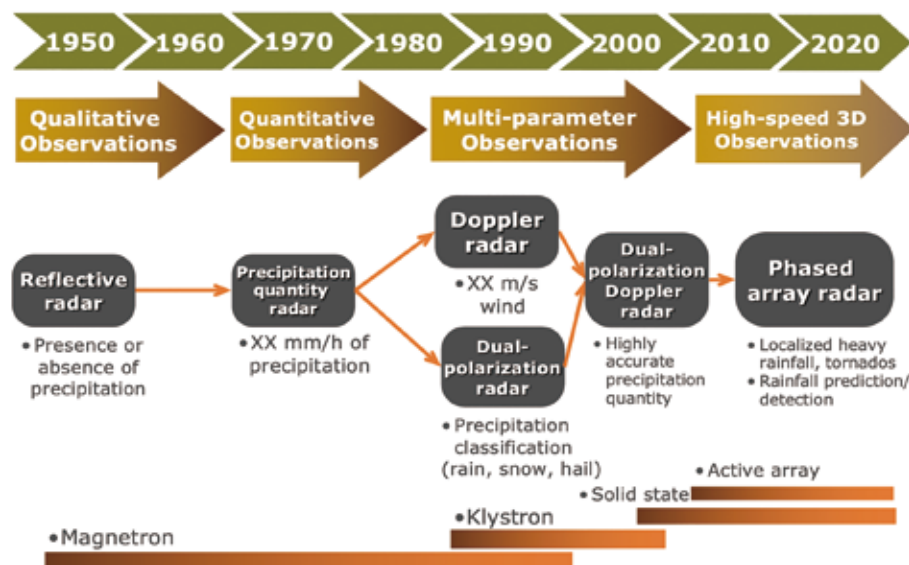 1950 1960 1970 1980 1990 2000 2010 2020
Qualitative
Observations
Quantitative
Observations
Multi-parameter
Observations
High-speed 3D
Observations
Reflective
radar
• Presence or
absence of
precipitation
Precipitation
quantity
radar
• XX mm/h of
precipitation
Doppler
radar
• XX m/s
wind
Dual-
polarization
radar
• Precipitation
classification
(rain, snow, hail)
Dual-
polarization
Doppler
radar
• Highly
accurate
precipitation
quantity
Phased
array radar
• Localized heavy
rainfall, tornados
• Rainfall prediction/
detection
• Active array
• Solid state
• Klystron
• Magnetron